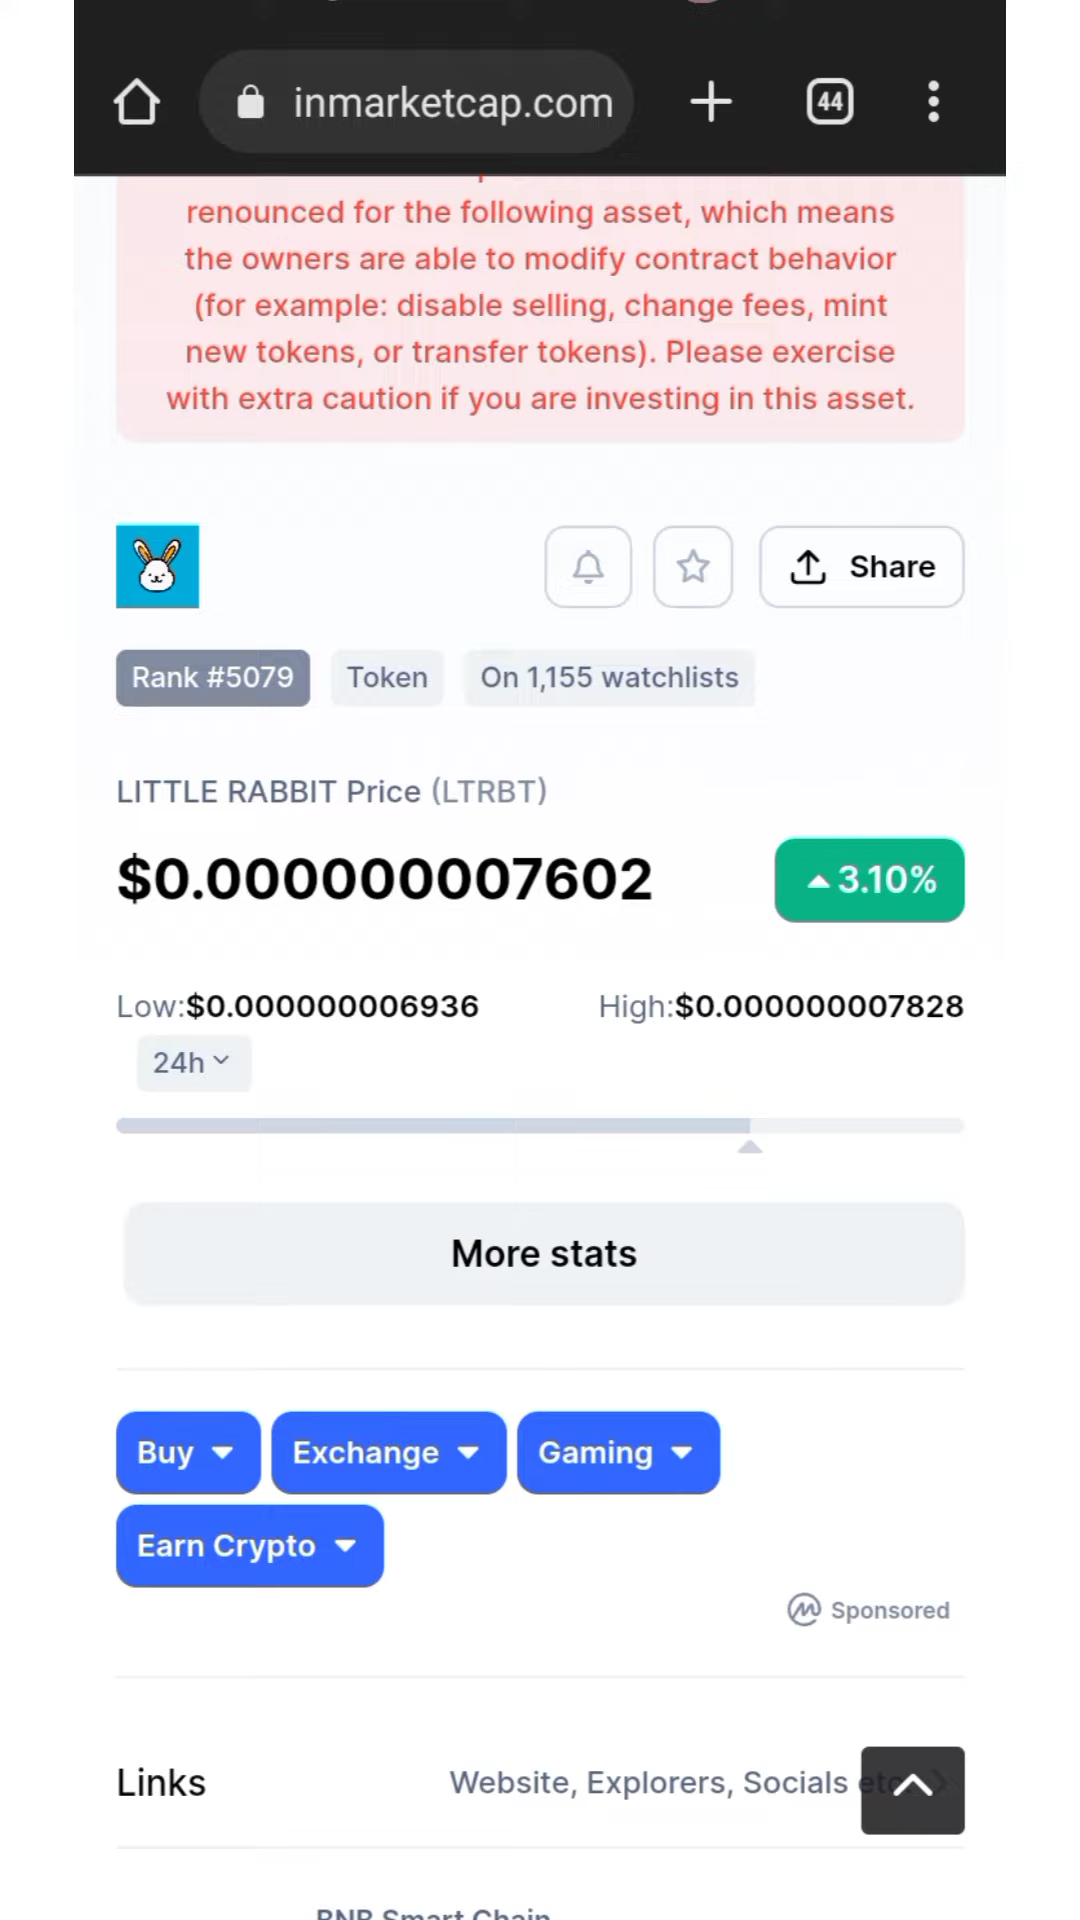 inmarketcap.com
44
renounced for the following asset, which means
the owners are able to modify contract behavior
(for example: disable selling, change fees, mint
new tokens, or transfer tokens). Please exercise
with extra caution if you are investing in this asset.
Share
Rank #5079 Token On 1,155 watchlists
LITTLE RABBIT Price (LTRBT)
$0.000000007602 3.10%
Low:$0.000000006936 High:$0.000000007828
24h
More stats
Buy Exchange Gaming
Earn Crypto
Sponsored
Links Website, Explorers, Socials etc
BNB Smart Chain